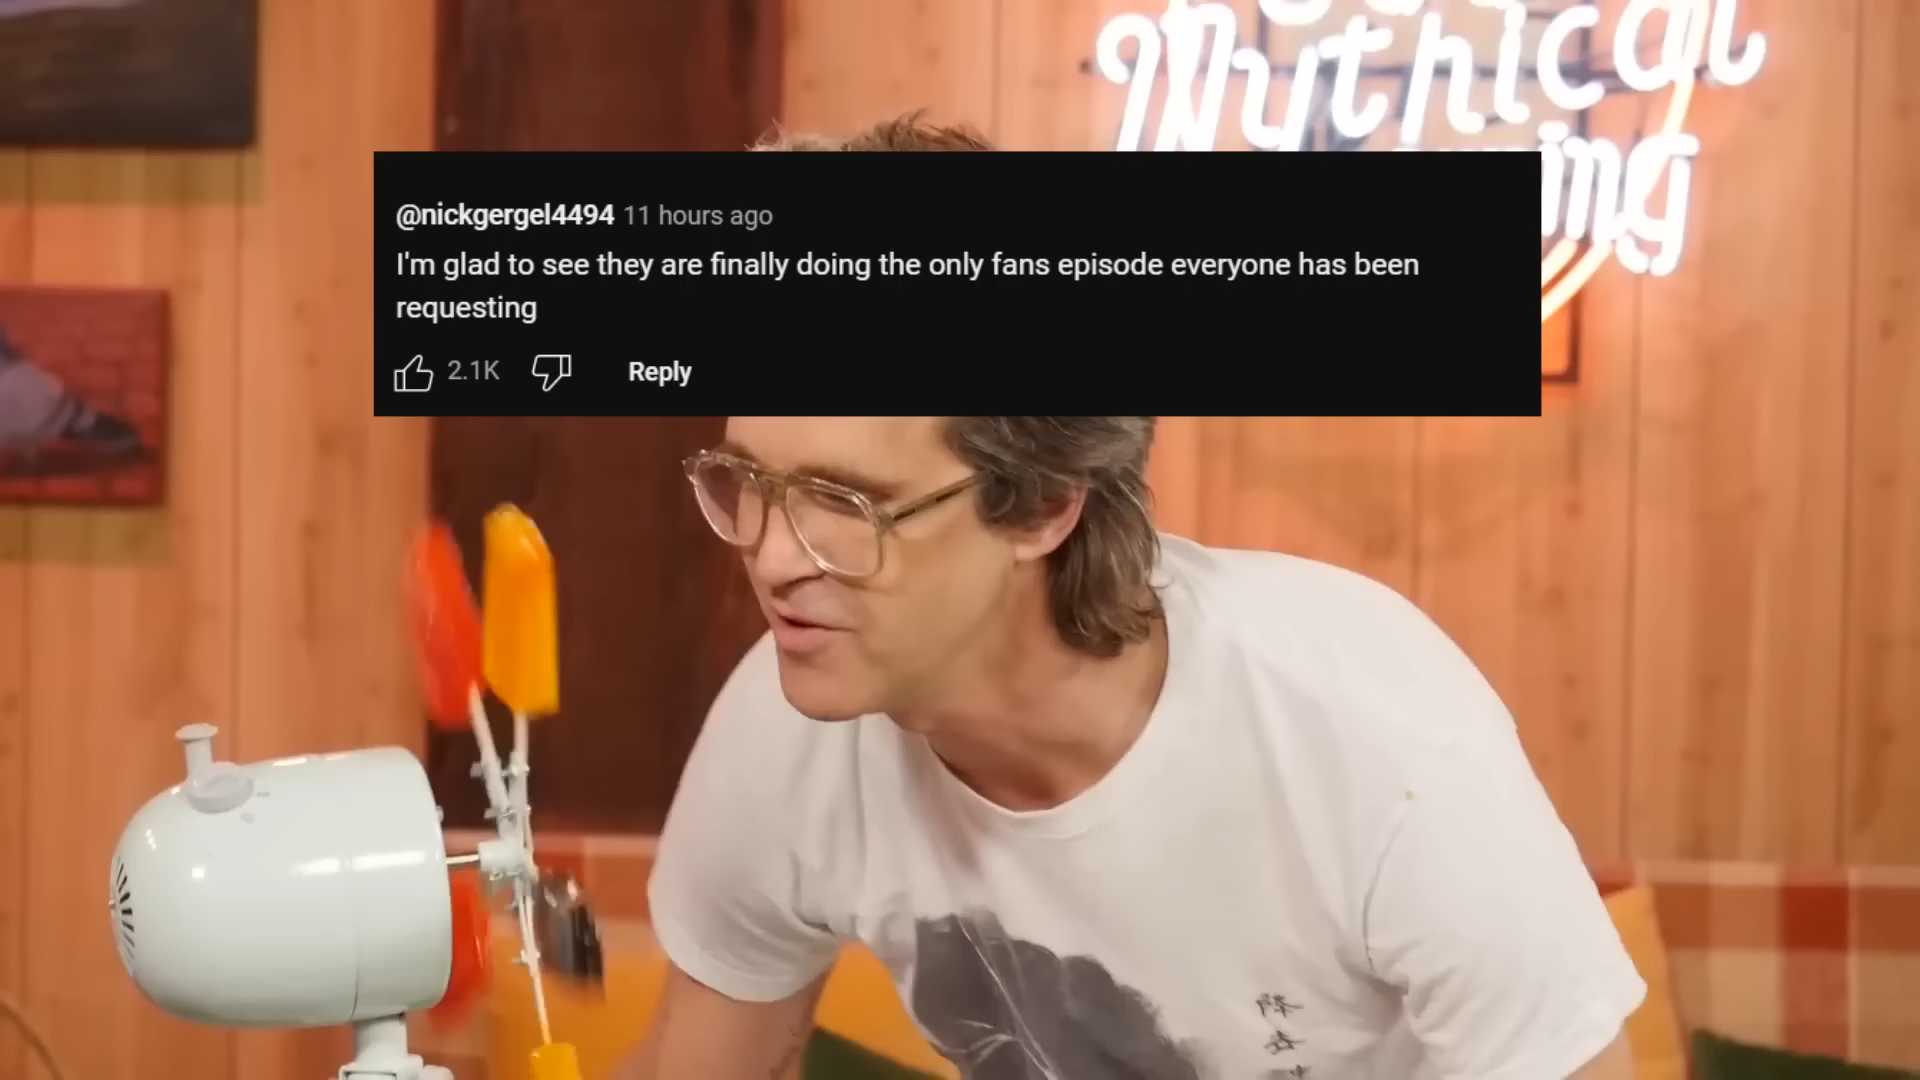 Mythical
@nickgergel4494 11 hours ago
I'm glad to see they are finally doing the only fans episode everyone has been
requesting
2.1K Reply